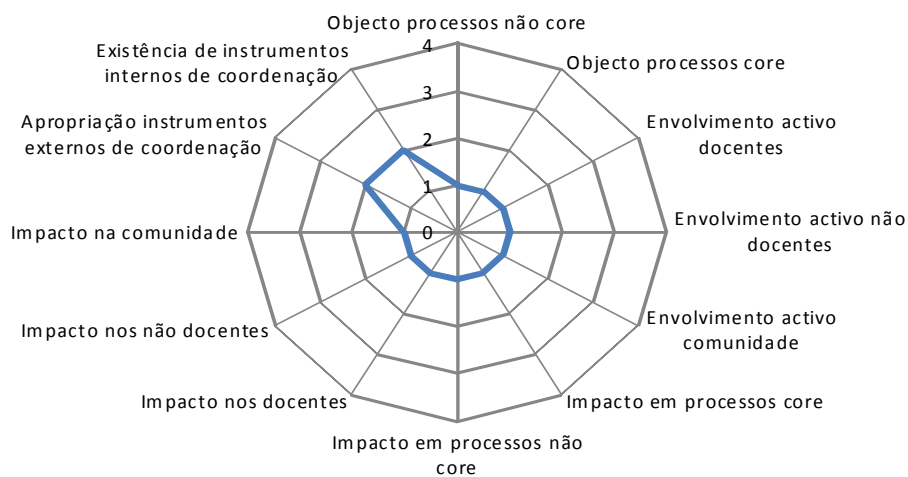 Objecto processos não core
Objecto processos core
Envolvimento activo
docentes
Envolvimento activo não
docentes
Envolvimento activo
comunidade
Impacto em processos core
Impacto em processos não
core
Impacto nos docentes
Impacto nos não docentes
Impacto na comunidade
Apropriação instrumentos
externos de coordenação
Existência de instrumentos
internos de coordenação
4
3
2
1
0